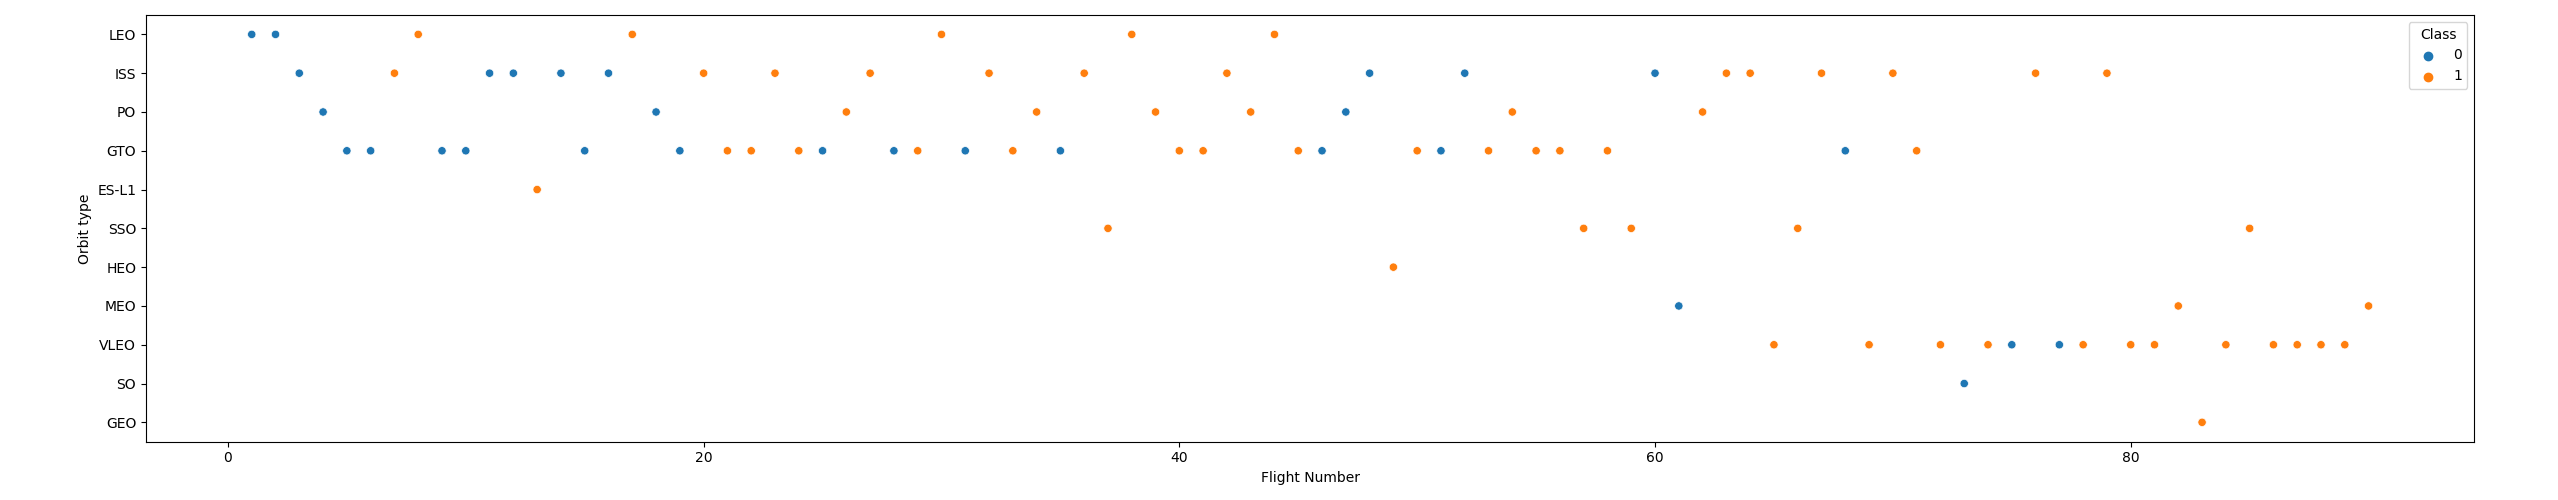 LEO
ISS
PO
GTO
ES-L1
SSO
HEO
MEO
VLEO
SO
GEO
Orbit type
0
20
40
60
80
Flight Number
Class
0
1